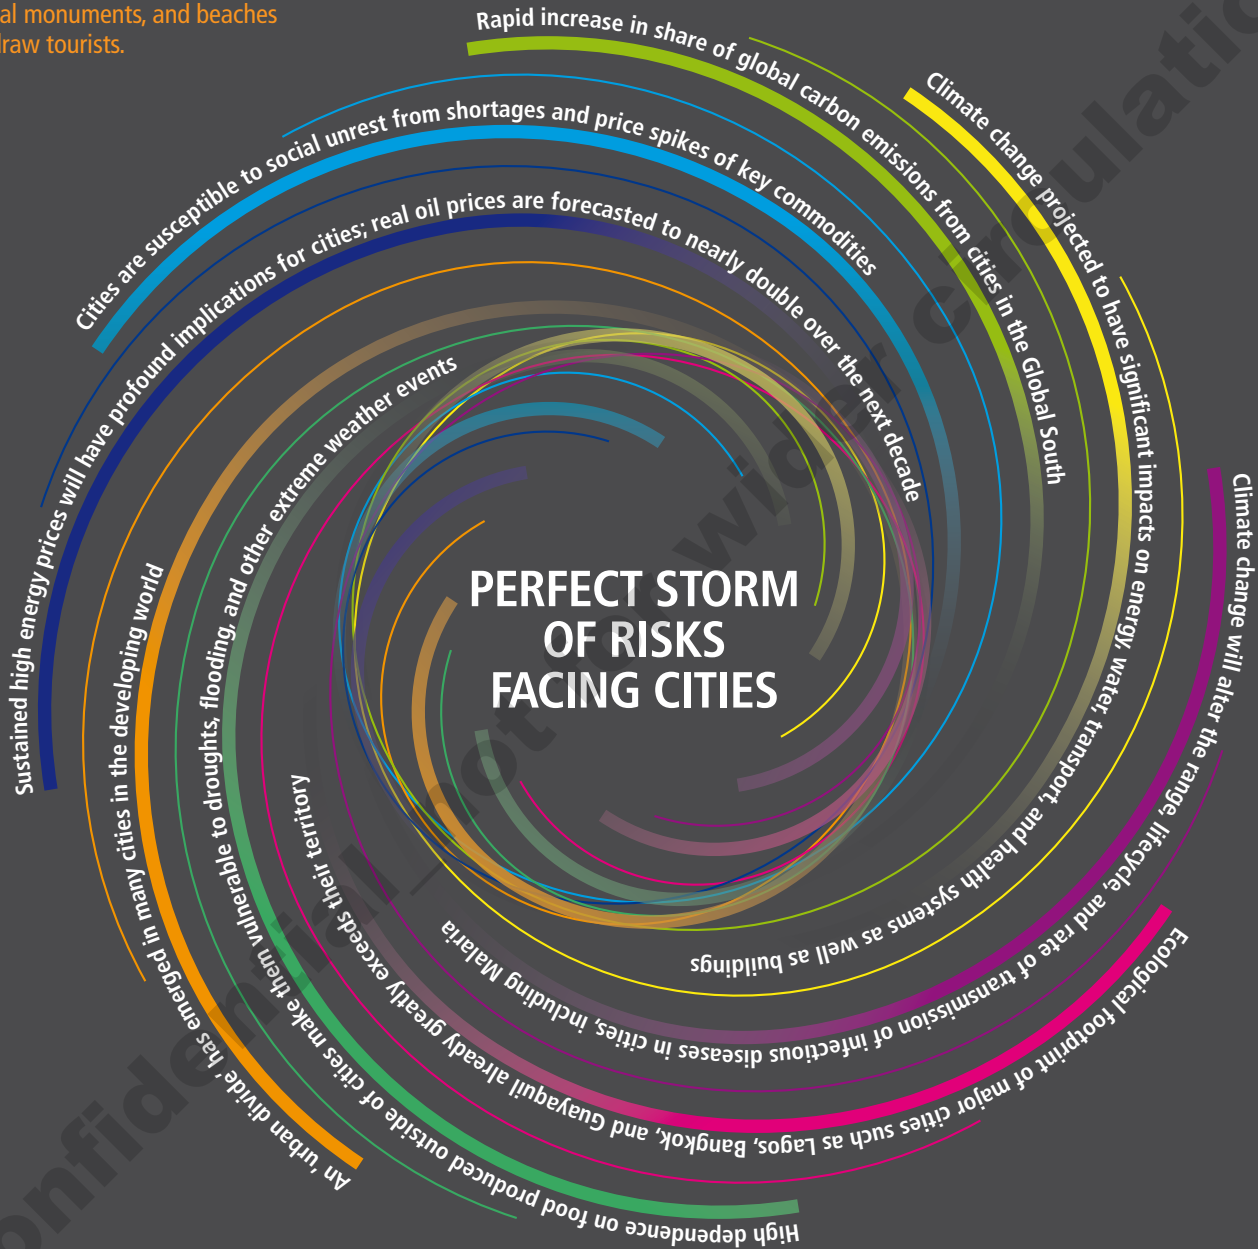 al monuments, and beaches
raw tourists.
Rapid increase in share of global carbon emissions from cities in the Global South
Climate change projected to have significant impacts on energy, water, transport, and health systems as well as buildings
Cities are susceptible to social unrest from shortages and price spikes of key commodities
Sustained high energy prices will have profound implications for cities; real oil prices are forecasted to nearly double over the next decade
Climate change will alter the range, lifecycle, and rate of transmission of infectious diseases in cities, including Malaria
Ecological footprint of major cities such as Lagos, Bangkok, and Guayaquil already greatly exceeds their territory
High dependence on food produced outside of cities make them vulnerable to droughts, flooding, and other extreme weather events
An ‘urban divide’ has emerged in many cities in the developing world
PERFECT STORM
OF RISKS
FACING CITIES
onfidential_not for wider circulatio